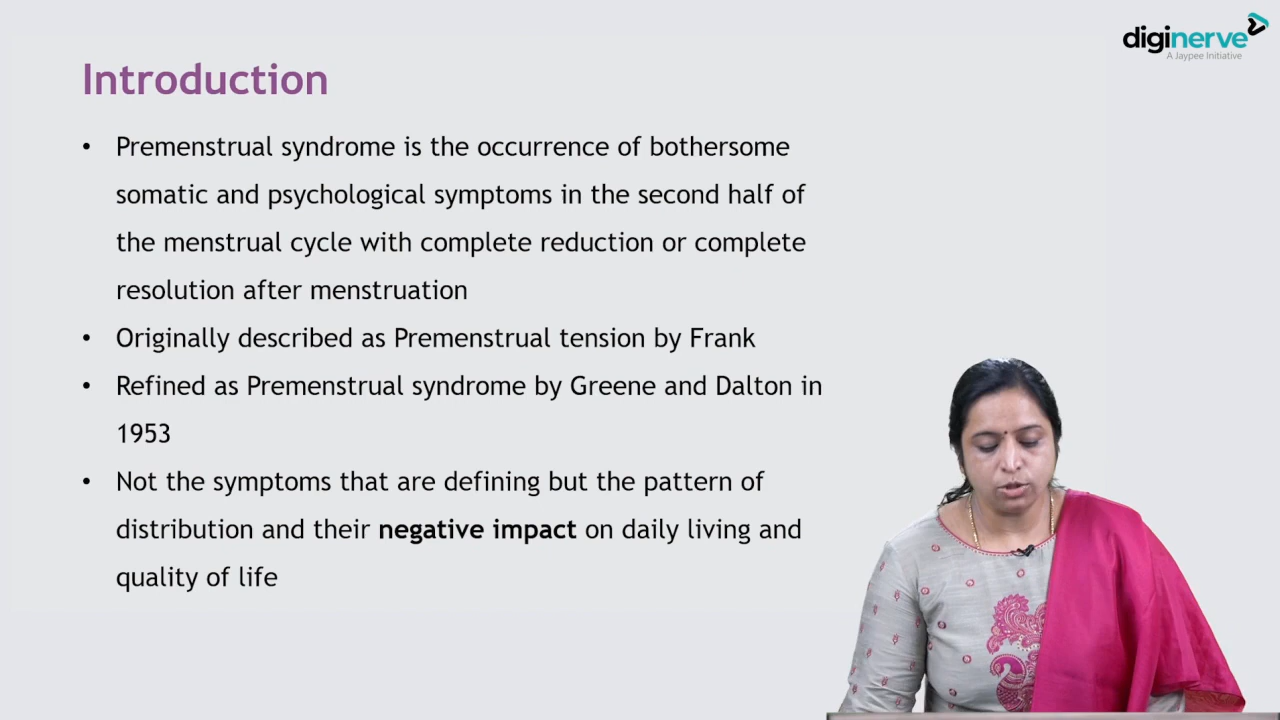 diginerve
A Jaypee Initiative
Introduction
• Premenstrual syndrome is the occurrence of bothersome
somatic and psychological symptoms in the second half of
the menstrual cycle with complete reduction or complete
resolution after menstruation
• Originally described as Premenstrual tension by Frank
• Refined as Premenstrual syndrome by Greene and Dalton in
1953
• Not the symptoms that are defining but the pattern of
distribution and their negative impact on daily living and
quality of life